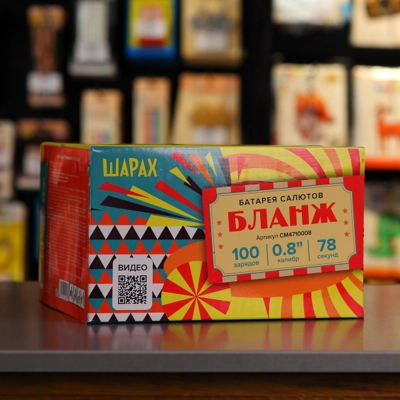 ШАРАХ
БАТАРЕЯ САЛЮТОВ
БЛАНЖ
Артикул СМ4710008
100 зарядов
0.8" калибр
78 секунд
ВИДЕО